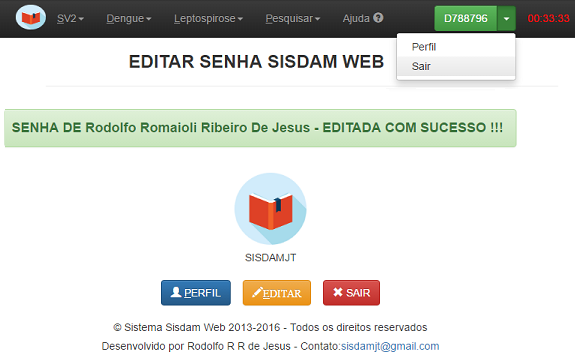 SV2 Dengue Leptospirose Pesquisar Ajuda D788796 00:33:33
Perfil
Sair
EDITAR SENHA SISDAM WEB
SENHA DE Rodolfo Romaioli Ribeiro De Jesus - EDITADA COM SUCESSO !!!
SISDAMJT
PERFIL EDITAR SAIR
© Sistema Sisdam Web 2013-2016 - Todos os direitos reservados
Desenvolvido por Rodolfo R R de Jesus - Contato:sisdamjt@gmail.com